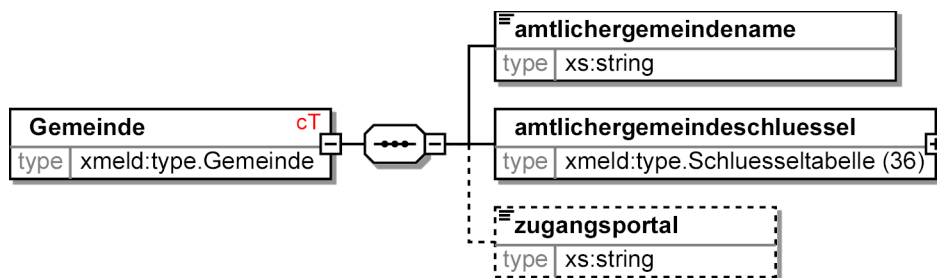 amtlichergemeindename
type xs:string
Gemeinde cT
type xmeld:type.Gemeinde
amtlichergemeindeschluessel
type xmeld:type.Schluesseltabelle (36)
zugangsportal
type xs:string